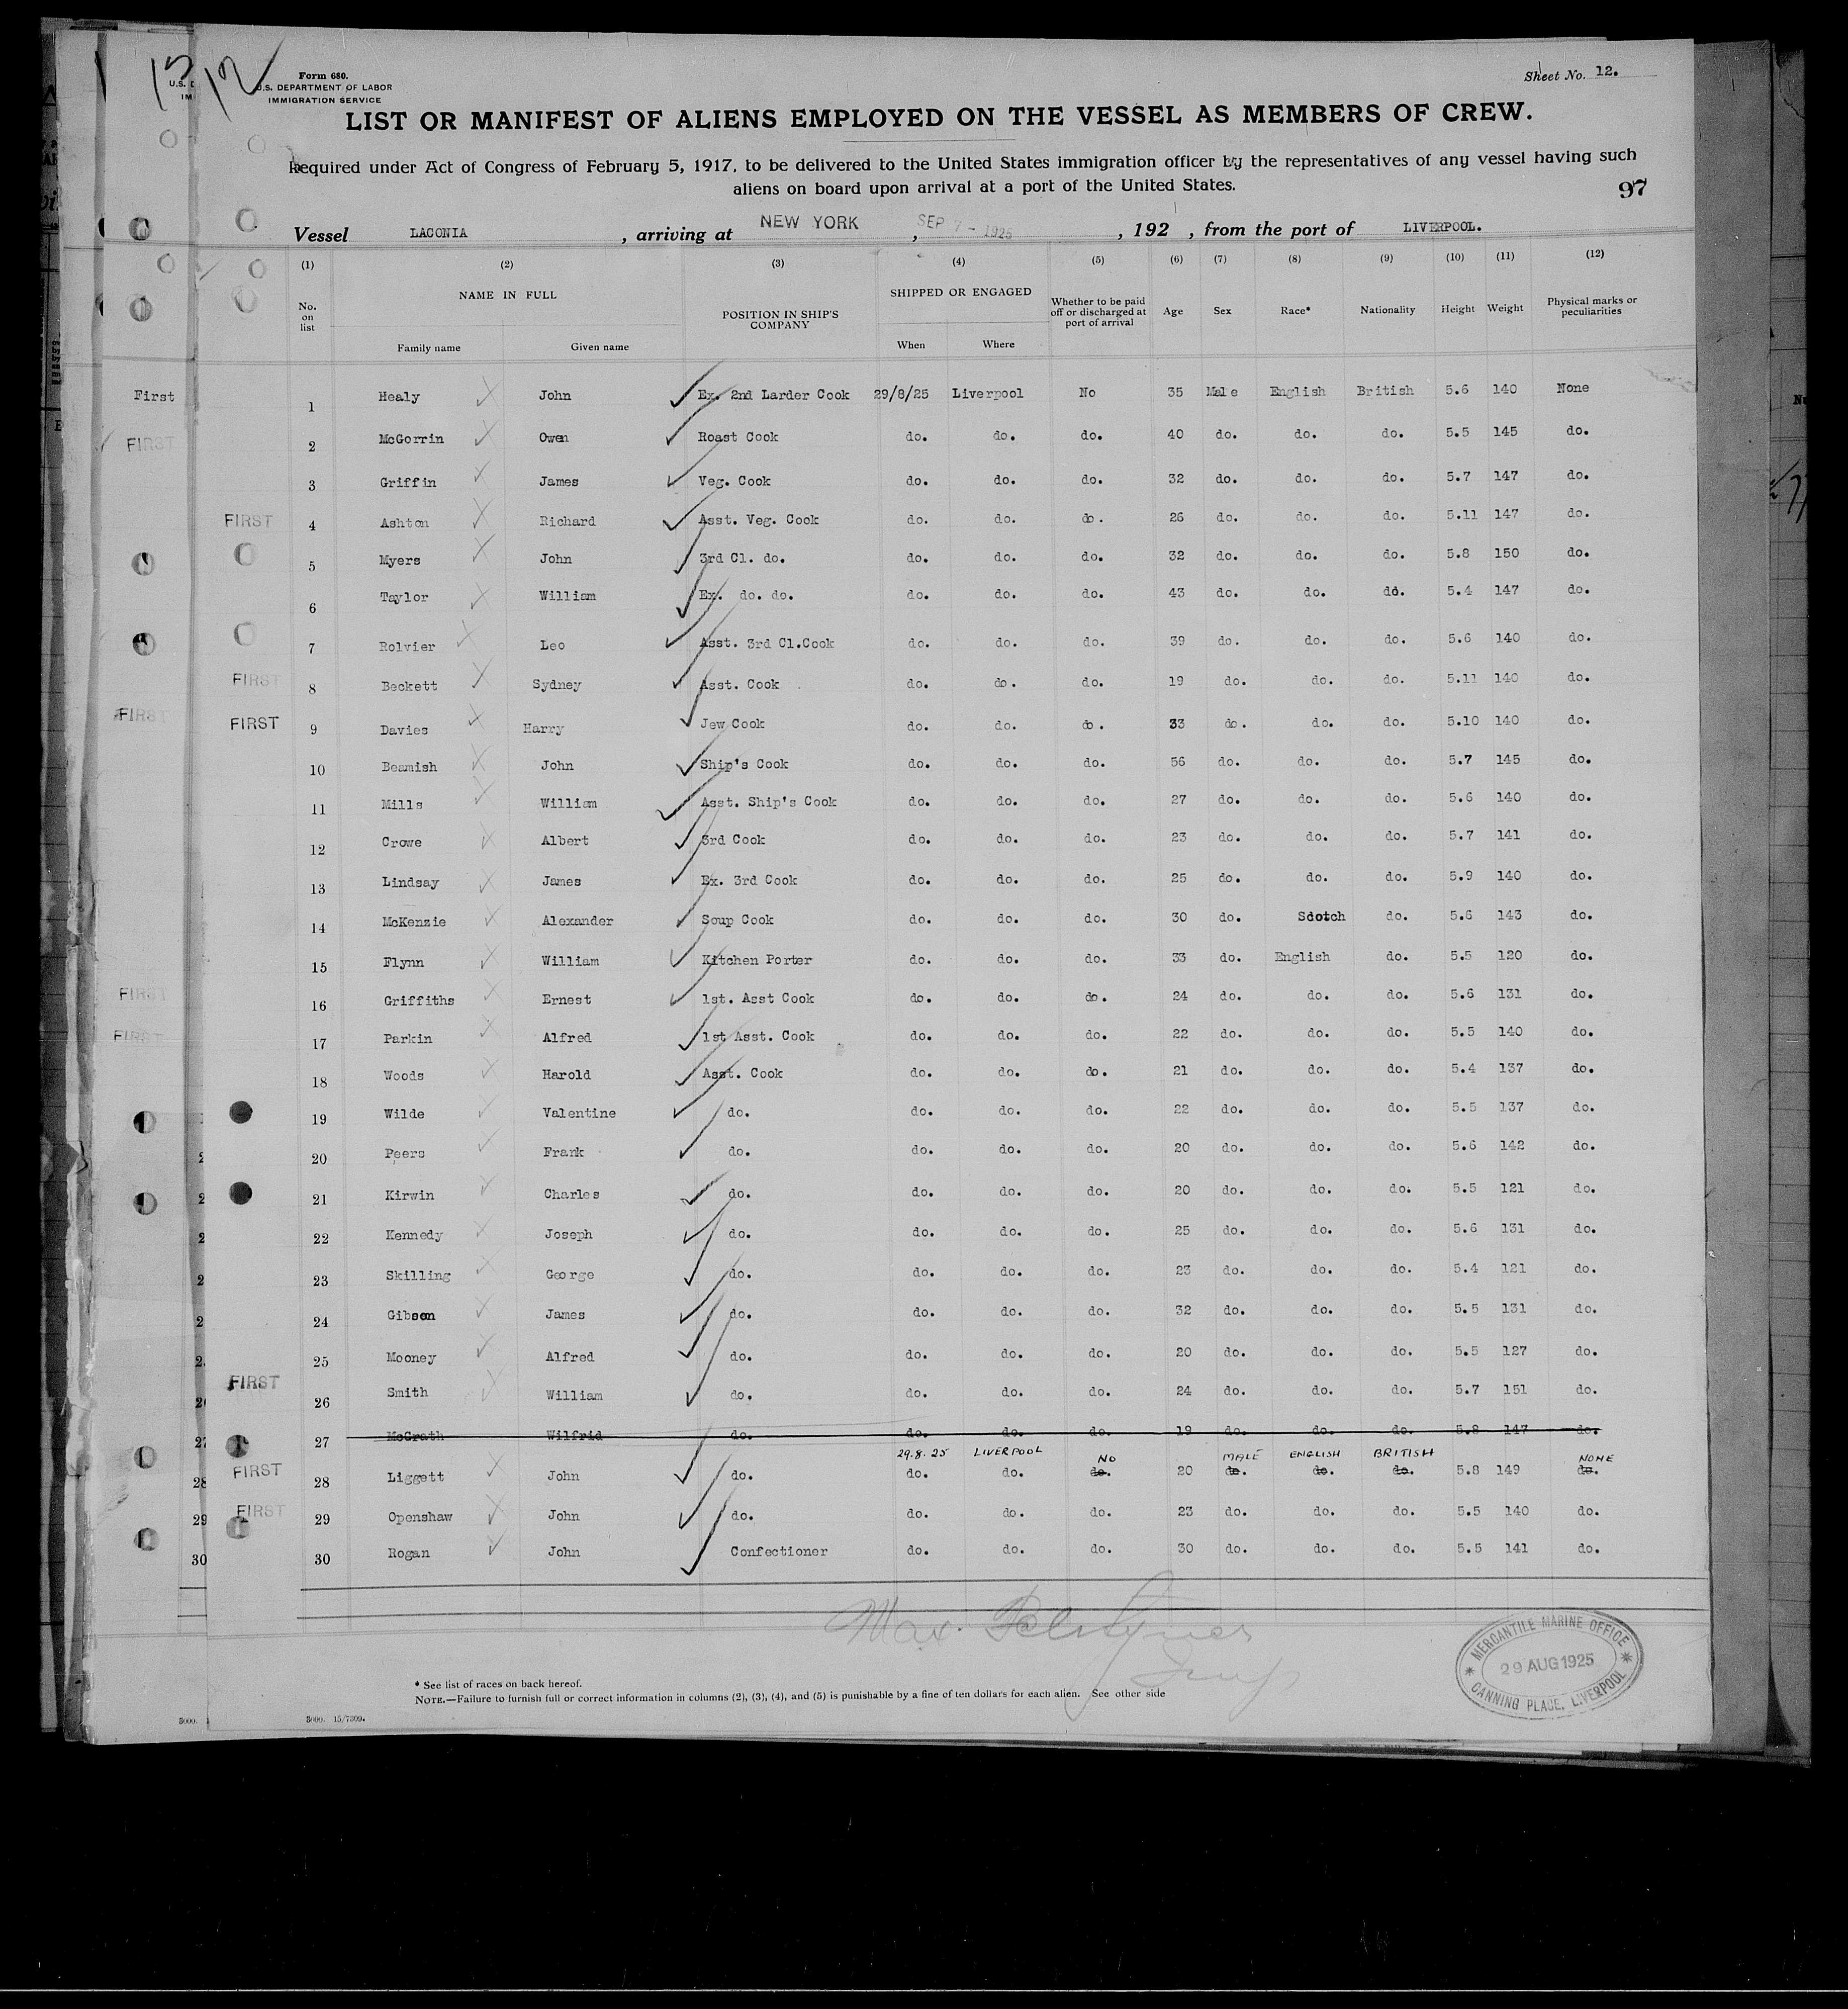 Form 680.
U.S. DEPARTMENT OF LABOR
IMMIGRATION SERVICE
12
Sheet No. 12.
LIST OR MANIFEST OF ALIENS EMPLOYED ON THE VESSEL AS MEMBERS OF CREW.
Required under Act of Congress of February 5, 1917, to be delivered to the United States immigration officer by the representatives of any vessel having such
aliens on board upon arrival at a port of the United States.
97
Vessel LACONIA, arriving at NEW YORK, SEP 7 - 1925, 192 , from the port of LIVERPOOL.
(1) (2) (3) (4) (5) (6) (7) (8) (9) (10) (11) (12)
No. on list NAME IN FULL Family name Given name POSITION IN SHIP'S COMPANY SHIPPED OR ENGAGED When Where Whether to be paid off or discharged at port of arrival Age Sex Race* Nationality Height Weight Physical marks or peculiarities
First 1 Healy John Ex. 2nd Larder Cook 29/8/25 Liverpool No 35 Male English British 5.6 140 None
FIRST 2 McGorrin Owen Roast Cook do. do. do. 40 do. do. do. 5.5 145 do.
3 Griffin James Veg. Cook do. do. do. 32 do. do. do. 5.7 147 do.
FIRST 4 Ashton Richard Asst. Veg. Cook do. do. do. 26 do. do. do. 5.11 147 do.
5 Myers John 3rd Cl. do. do. do. do. 32 do. do. do. 5.8 150 do.
6 Taylor William Ex. do. do. do. do. do. 43 do. do. do. 5.4 147 do.
7 Rolvier Leo Asst. 3rd Cl.Cook do. do. do. 39 do. do. do. 5.6 140 do.
FIRST 8 Beckett Sydney Asst. Cook do. do. do. 19 do. do. do. 5.11 140 do.
FIRST FIRST 9 Davies Harry Jew Cook do. do. do. 33 do. do. do. 5.10 140 do.
10 Beamish John Ship's Cook do. do. do. 56 do. do. do. 5.7 145 do.
11 Mills William Asst. Ship's Cook do. do. do. 27 do. do. do. 5.6 140 do.
12 Crowe Albert 3rd Cook do. do. do. 23 do. do. do. 5.7 141 do.
13 Lindsay James Ex. 3rd Cook do. do. do. 25 do. do. do. 5.9 140 do.
14 McKenzie Alexander Soup Cook do. do. do. 30 do. Sdotch do. 5.6 143 do.
15 Flynn William Kitchen Porter do. do. do. 33 do. English do. 5.5 120 do.
FIRST 16 Griffiths Ernest 1st. Asst Cook do. do. do. 24 do. do. do. 5.6 131 do.
FIRST 17 Parkin Alfred 1st Asst. Cook do. do. do. 22 do. do. do. 5.5 140 do.
18 Woods Harold Asst. Cook do. do. do. 21 do. do. do. 5.4 137 do.
19 Wilde Valentine do. do. do. do. 22 do. do. do. 5.5 137 do.
20 Peers Frank do. do. do. do. 20 do. do. do. 5.6 142 do.
21 Kirwin Charles do. do. do. do. 20 do. do. do. 5.5 121 do.
22 Kennedy Joseph do. do. do. do. 25 do. do. do. 5.6 131 do.
23 Skilling George do. do. do. do. 23 do. do. do. 5.4 121 do.
24 Gibson James do. do. do. do. 32 do. do. do. 5.5 131 do.
25 Mooney Alfred do. do. do. do. 20 do. do. do. 5.5 127 do.
FIRST 26 Smith William do. do. do. do. 24 do. do. do. 5.7 151 do.
27 27 McGrath Wilfrid do. do. do. do. 19 do. do. do. 5.8 147 do.
29.8.25 LIVERPOOL NO MALE ENGLISH BRITISH NONE
28 FIRST 28 Liggett John do. do. do. do. 20 do. do. do. 5.8 149 do.
29 FIRST 29 Openshaw John do. do. do. do. 23 do. do. do. 5.5 140 do.
30 30 Rogan John Confectioner do. do. do. 30 do. do. do. 5.5 141 do.
MERCANTILE MARINE OFFICE
29 AUG 1925
CANNING PLACE, LIVERPOOL
* See list of races on back hereof.
NOTE.—Failure to furnish full or correct information in columns (2), (3), (4), and (5) is punishable by a fine of ten dollars for each alien. See other side
5000. 15/7309.